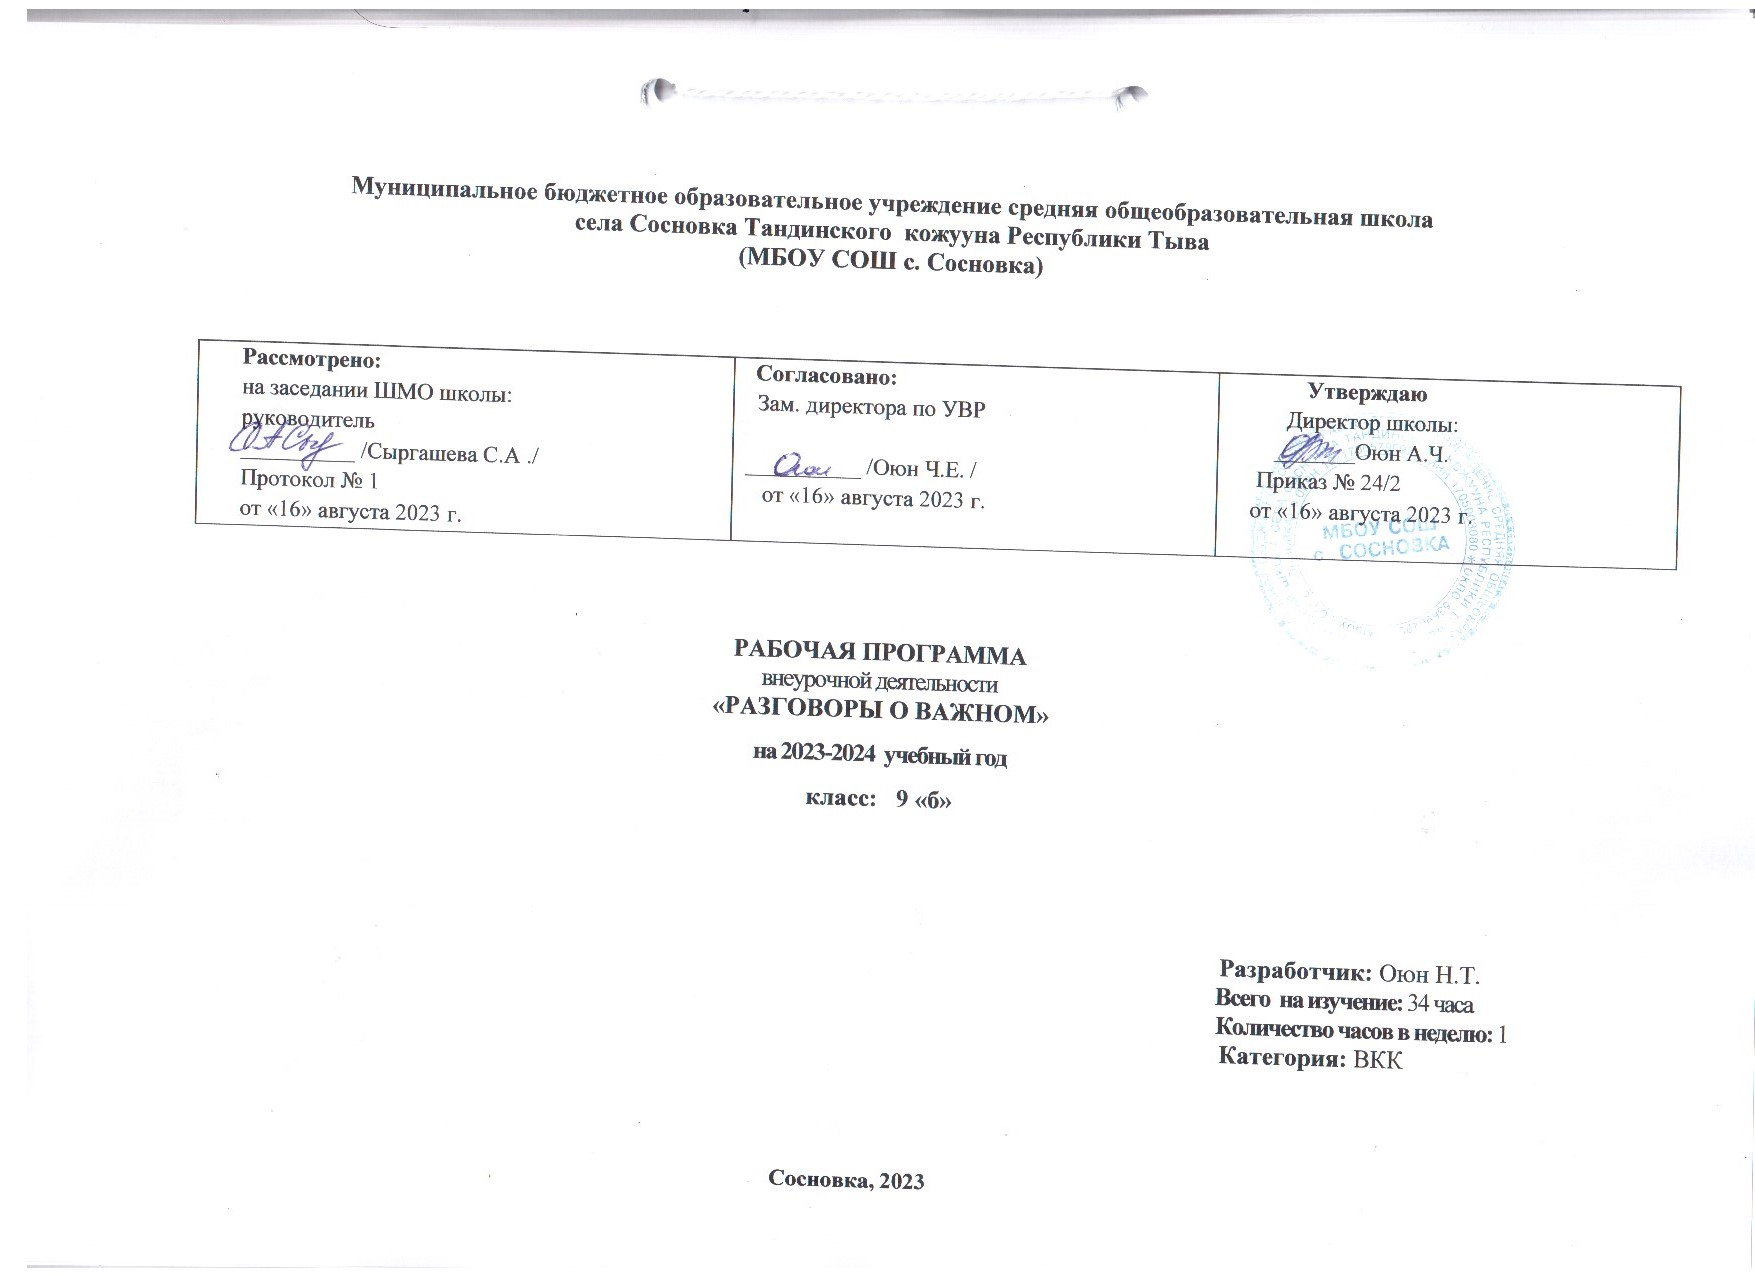 Муниципальное бюджетное образовательное учреждение средняя общеобразовательная школа
села Сосновка Тандинского кожууна Республики Тыва
(МБОУ СОШ с. Сосновка)
Рассмотрено:
на заседании ШМО школы:
руководитель
/Сыргашева С.А ./
Протокол № 1
от «16» августа 2023 г.
Согласовано:
Зам. директора по УВР
/Оюн Ч.Е. /
от «16» августа 2023 г.
Утверждаю
Директор школы:
Оюн А.Ч.
Приказ № 24/2
от «16» августа 2023 г.
МБОУ СОШ
с. СОСНОВКА
РАБОЧАЯ ПРОГРАММА
внеурочной деятельности
«РАЗГОВОРЫ О ВАЖНОМ»
на 2023-2024 учебный год
класс: 9 «б»
Разработчик: Оюн Н.Т.
Всего на изучение: 34 часа
Количество часов в неделю: 1
Категория: ВКК
Сосновка, 2023